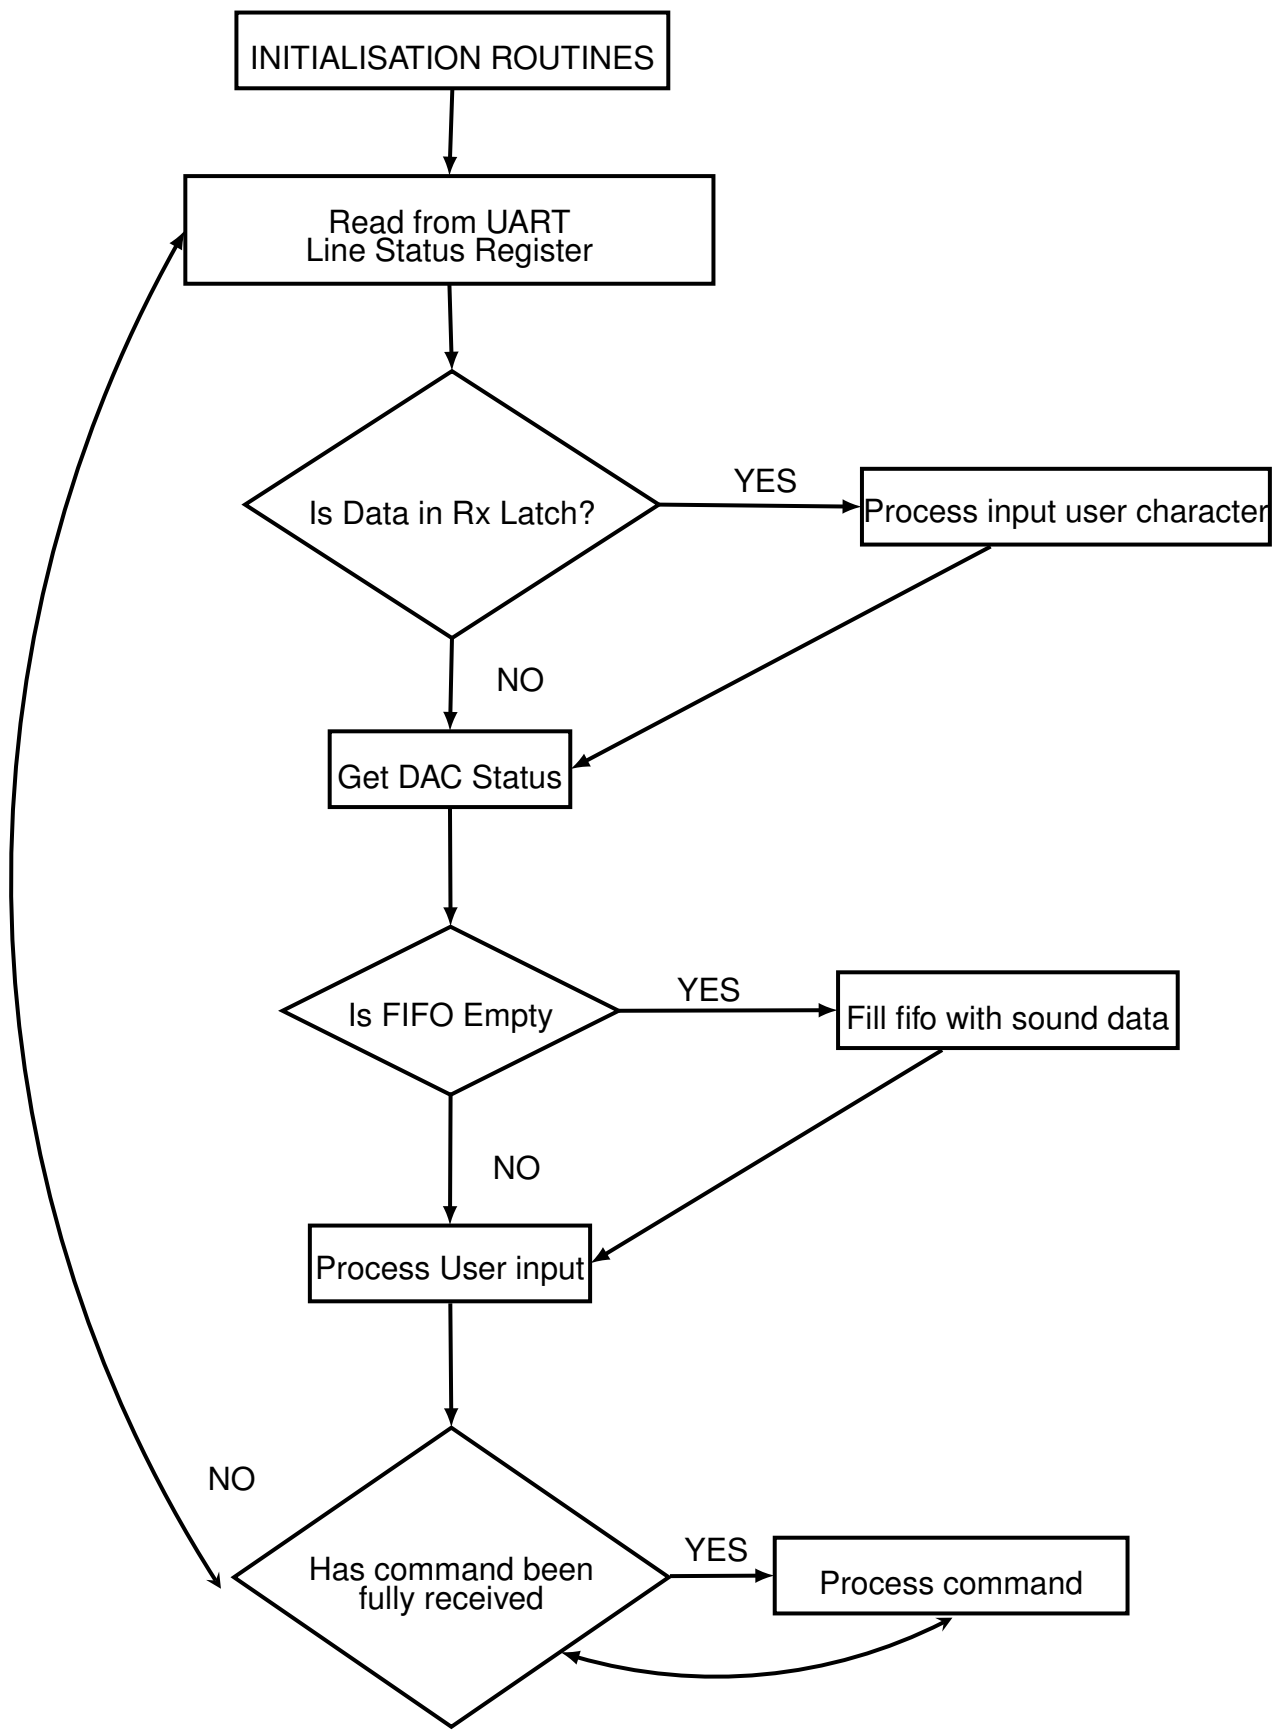 INITIALISATION ROUTINES
Read from UART
Line Status Register
Is Data in Rx Latch?
YES
Process input user character
NO
Get DAC Status
Is FIFO Empty
YES
Fill fifo with sound data
NO
Process User input
NO
Has command been
fully received
YES
Process command